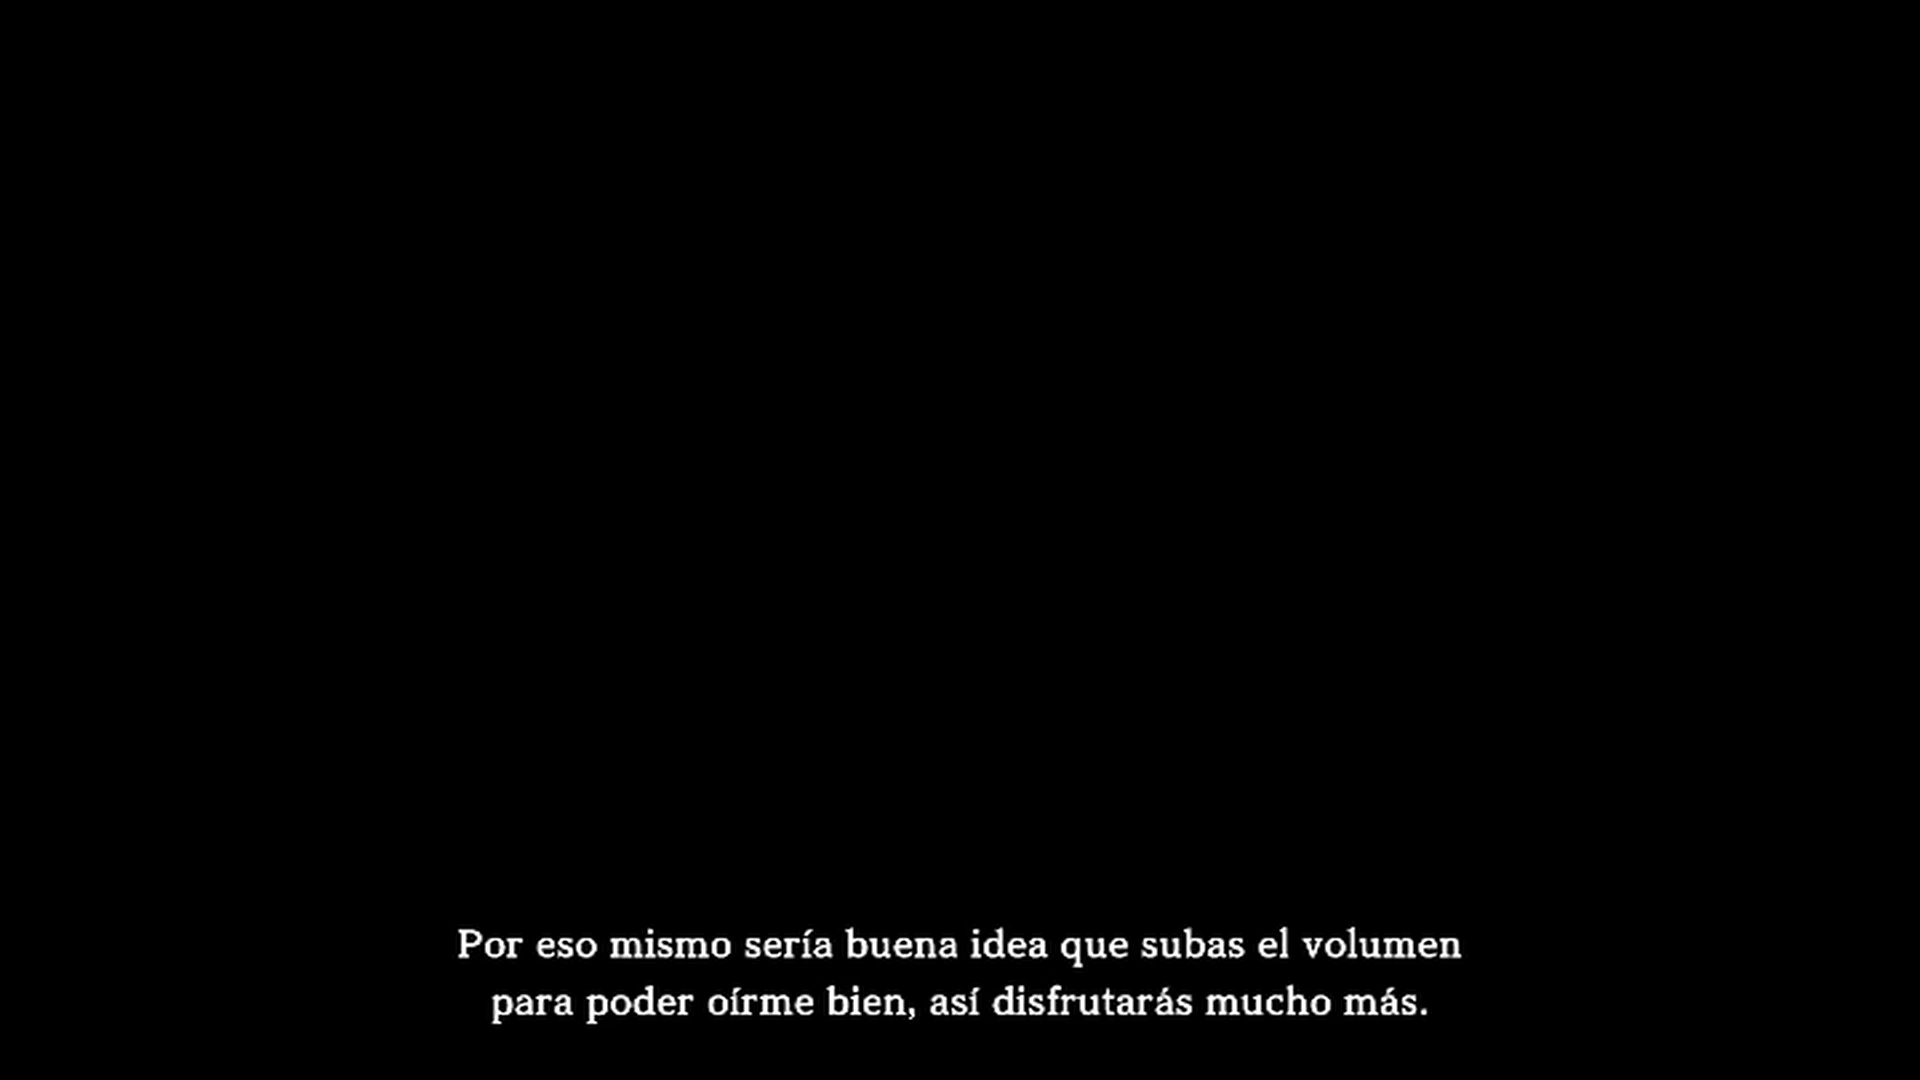 Por eso mismo sería buena idea que subas el volumen
para poder oírme bien, así disfrutarás mucho más.